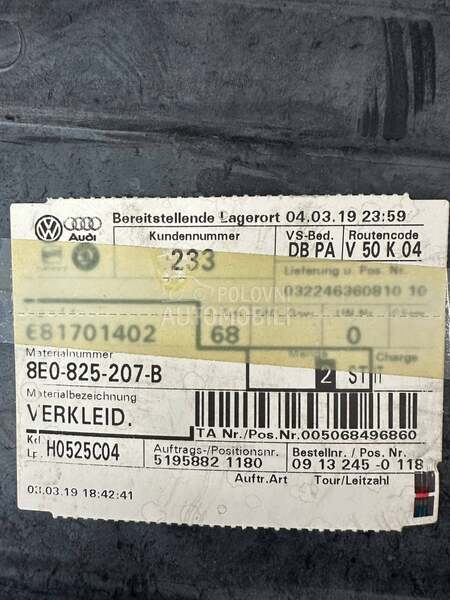 Audi
Bereitstellende Lagerort 04.03.19 23:59
Kundennummer VS-Bed. Routencode
233 DB PA V 50 K 04
Lieferung u. Pos. Nr.
032246360810 10
POLOVNI
AUTOMOBILI
€81701402 68 0
Materialnummer Menge Charge
8E0-825-207-B 2 ST
Materialbezeichnung
VERKLEID.
TA Nr./Pos.Nr.005068496860
H0525C04 Auftrags-/Positionsnr. Bestellnr. / Pos.Nr.
5195882 1180 09 13 245 0 118
Auftr.Art Tour/Leitzahl
03.03.19 18:42:41